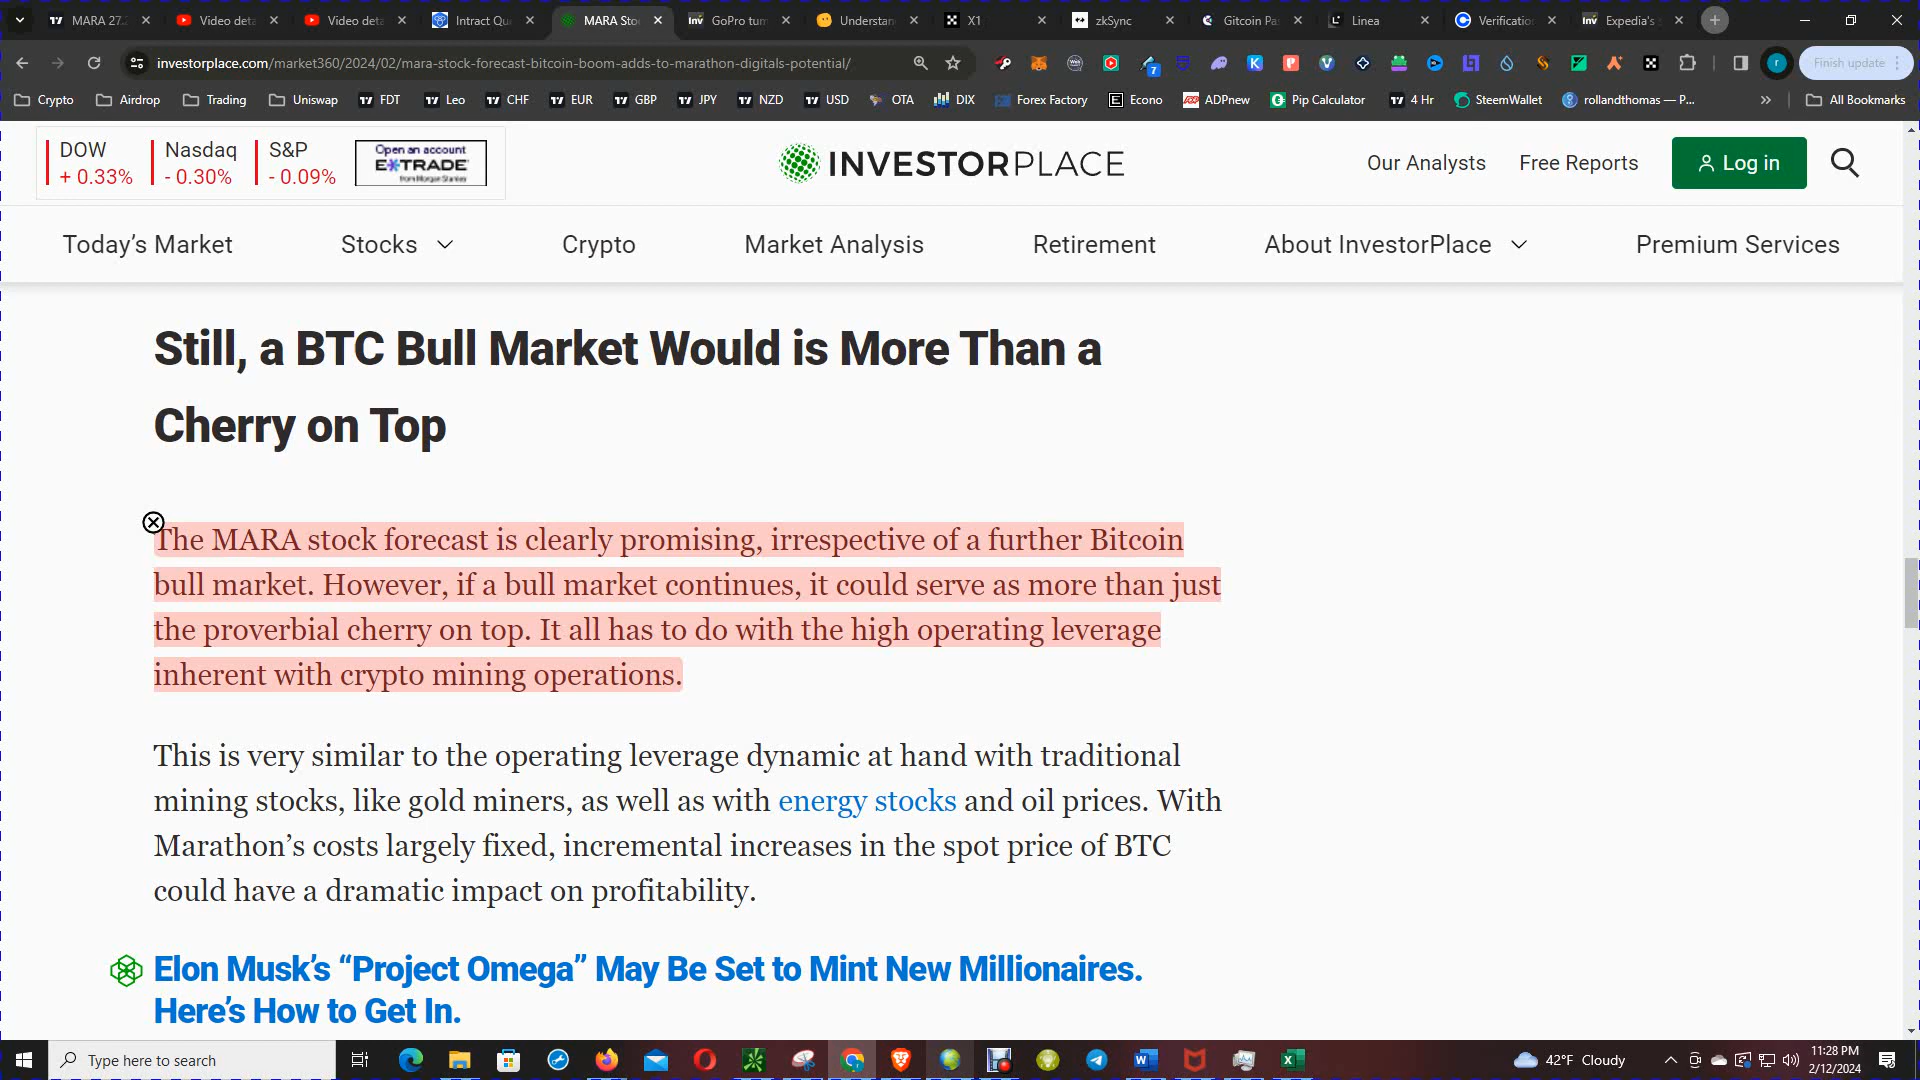 MARA 27.
Video deta
Video deta
Intract Qu
MARA Sto
GoPro tum
Understan
X1
zkSync
Gitcoin Pa
Linea
Verificatio
Expedia's
investorplace.com/market360/2024/02/mara-stock-forecast-bitcoin-boom-adds-to-marathon-digitals-potential/
7
Finish update
Crypto
Airdrop
Trading
Uniswap
FDT
Leo
CHF
EUR
GBP
JPY
NZD
USD
OTA
DIX
Forex Factory
Econo
ADPnew
Pip Calculator
4 Hr
SteemWallet
rollandthomas — P...
All Bookmarks
DOW
+ 0.33%
Nasdaq
- 0.30%
S&P
- 0.09%
Open an account
E*TRADE
from Morgan Stanley
INVESTORPLACE
Our Analysts
Free Reports
Log in
Today's Market
Stocks
Crypto
Market Analysis
Retirement
About InvestorPlace
Premium Services
Still, a BTC Bull Market Would is More Than a
Cherry on Top
The MARA stock forecast is clearly promising, irrespective of a further Bitcoin
bull market. However, if a bull market continues, it could serve as more than just
the proverbial cherry on top. It all has to do with the high operating leverage
inherent with crypto mining operations.
This is very similar to the operating leverage dynamic at hand with traditional
mining stocks, like gold miners, as well as with energy stocks and oil prices. With
Marathon's costs largely fixed, incremental increases in the spot price of BTC
could have a dramatic impact on profitability.
Elon Musk's “Project Omega” May Be Set to Mint New Millionaires.
Here's How to Get In.
Type here to search
42°F Cloudy
11:28 PM
2/12/2024